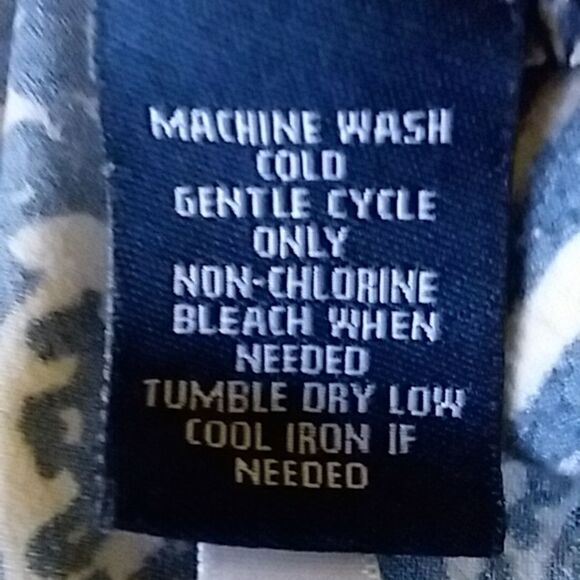 MACHINE WASH
COLD
GENTLE CYCLE
ONLY
NON-CHLORINE
BLEACH WHEN
NEEDED
TUMBLE DRY LOW
COOL IRON IF
NEEDED